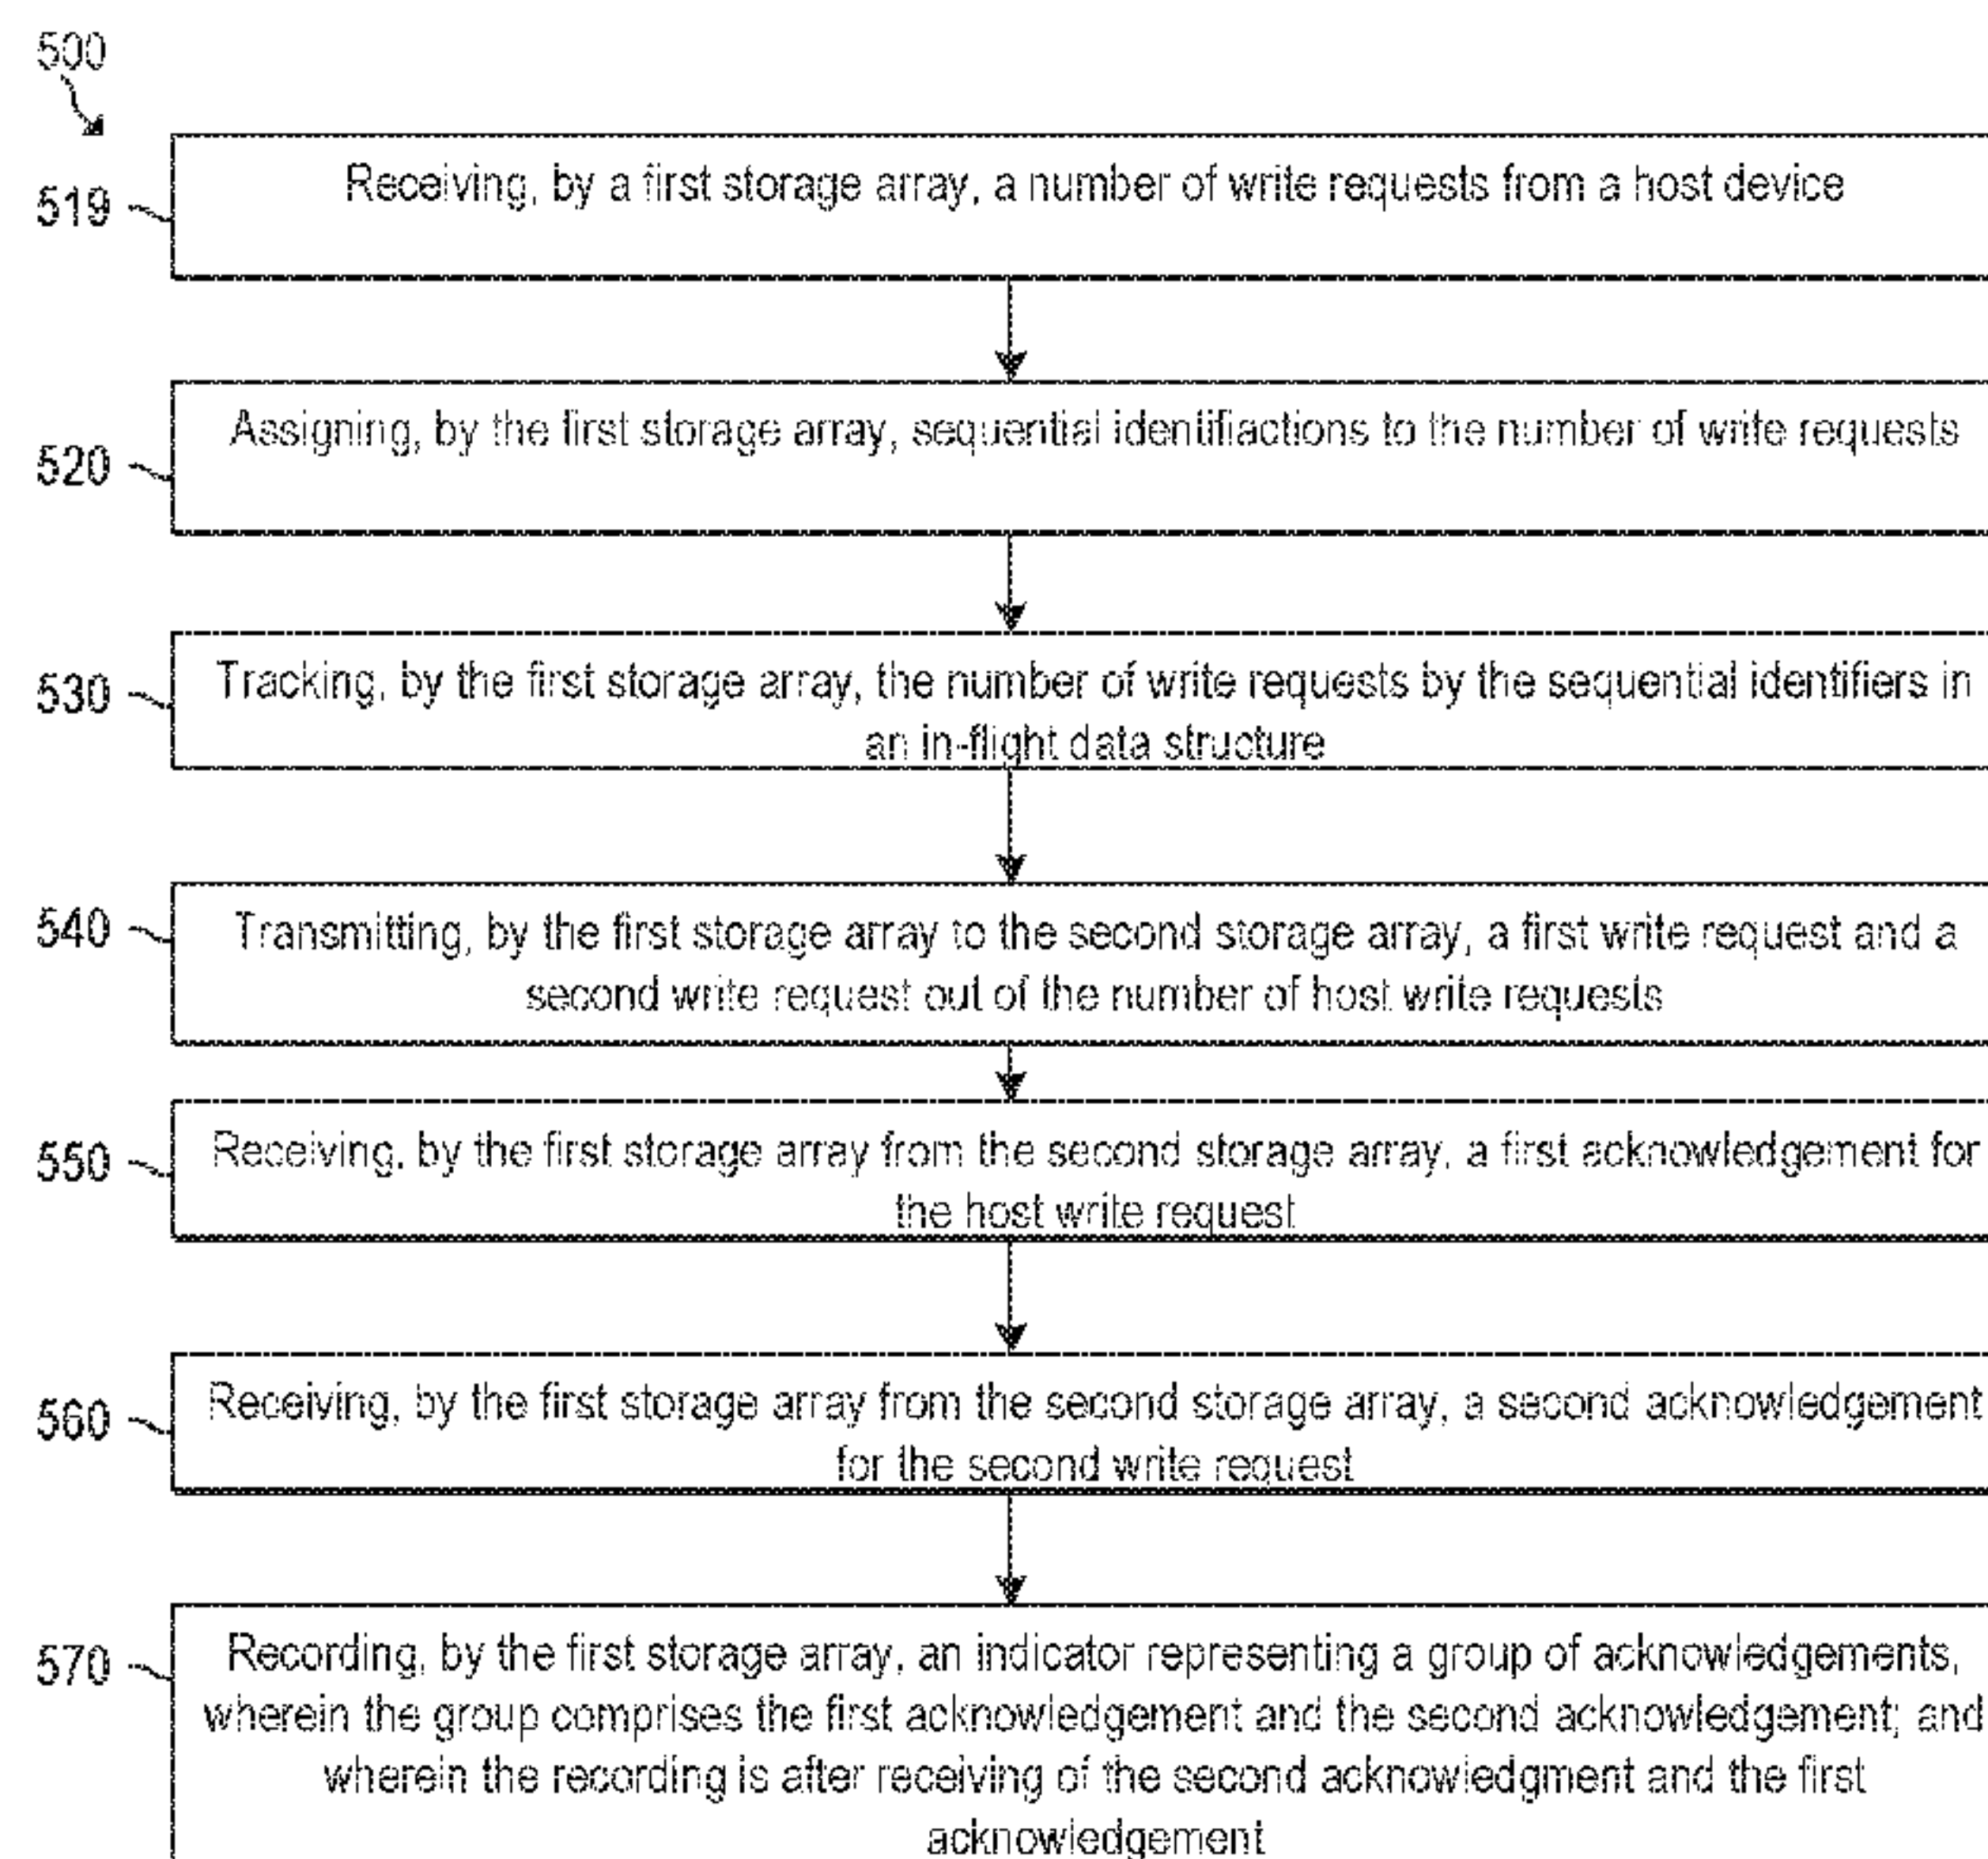 500
519
Receiving, by a first storage array, a number of write requests from a host device
520
Assigning, by the first storage array, sequential identifiactions to the number of write requests
530
Tracking, by the first storage array, the number of write requests by the sequential identifiers in
an in-flight data structure
540
Transmitting, by the first storage array to the second storage array, a first write request and a
second write request out of the number of host write requests
550
Receiving, by the first storage array from the second storage array, a first acknowledgement for
the host write request
560
Receiving, by the first storage array from the second storage array, a second acknowledgement
for the second write request
570
Recording, by the first storage array, an indicator representing a group of acknowledgements,
wherein the group comprises the first acknowledgement and the second acknowledgement; and
wherein the recording is after receiving of the second acknowledgment and the first
acknowledgement